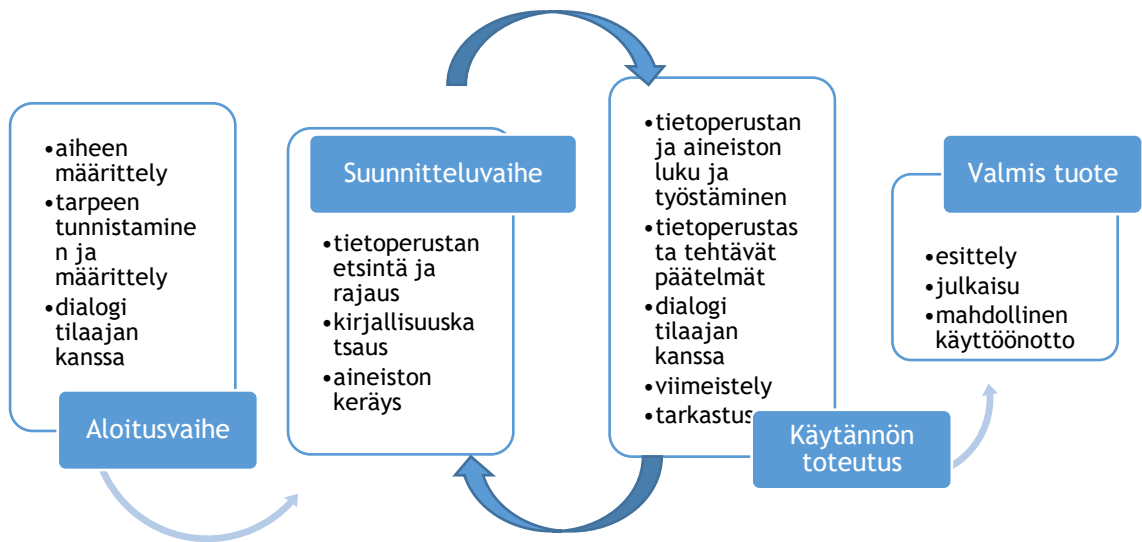 •aiheen
määrittely
•tarpeen
tunnistamine
n ja
määrittely
•dialogi
tilaajan
kanssa
Aloitusvaihe
Suunnitteluvaihe
•tietoperustan
etsintä ja
rajaus
•kirjallisuuska
tsaus
•aineiston
keräys
•tietoperustan
ja aineiston
luku ja
työstäminen
•tietoperustas
ta tehtävät
päätelmät
•dialogi
tilaajan
kanssa
•viimeistely
•tarkastus
Käytännön
toteutus
Valmis tuote
•esittely
•julkaisu
•mahdollinen
käyttöönotto